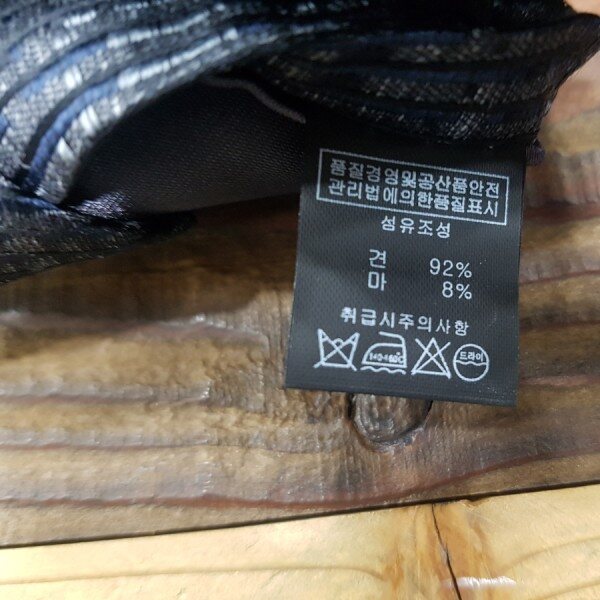 품질경영및공산품안전
관리법에의한품질표시
섬유조성
견 92%
마 8%
취급시주의사항
드라이